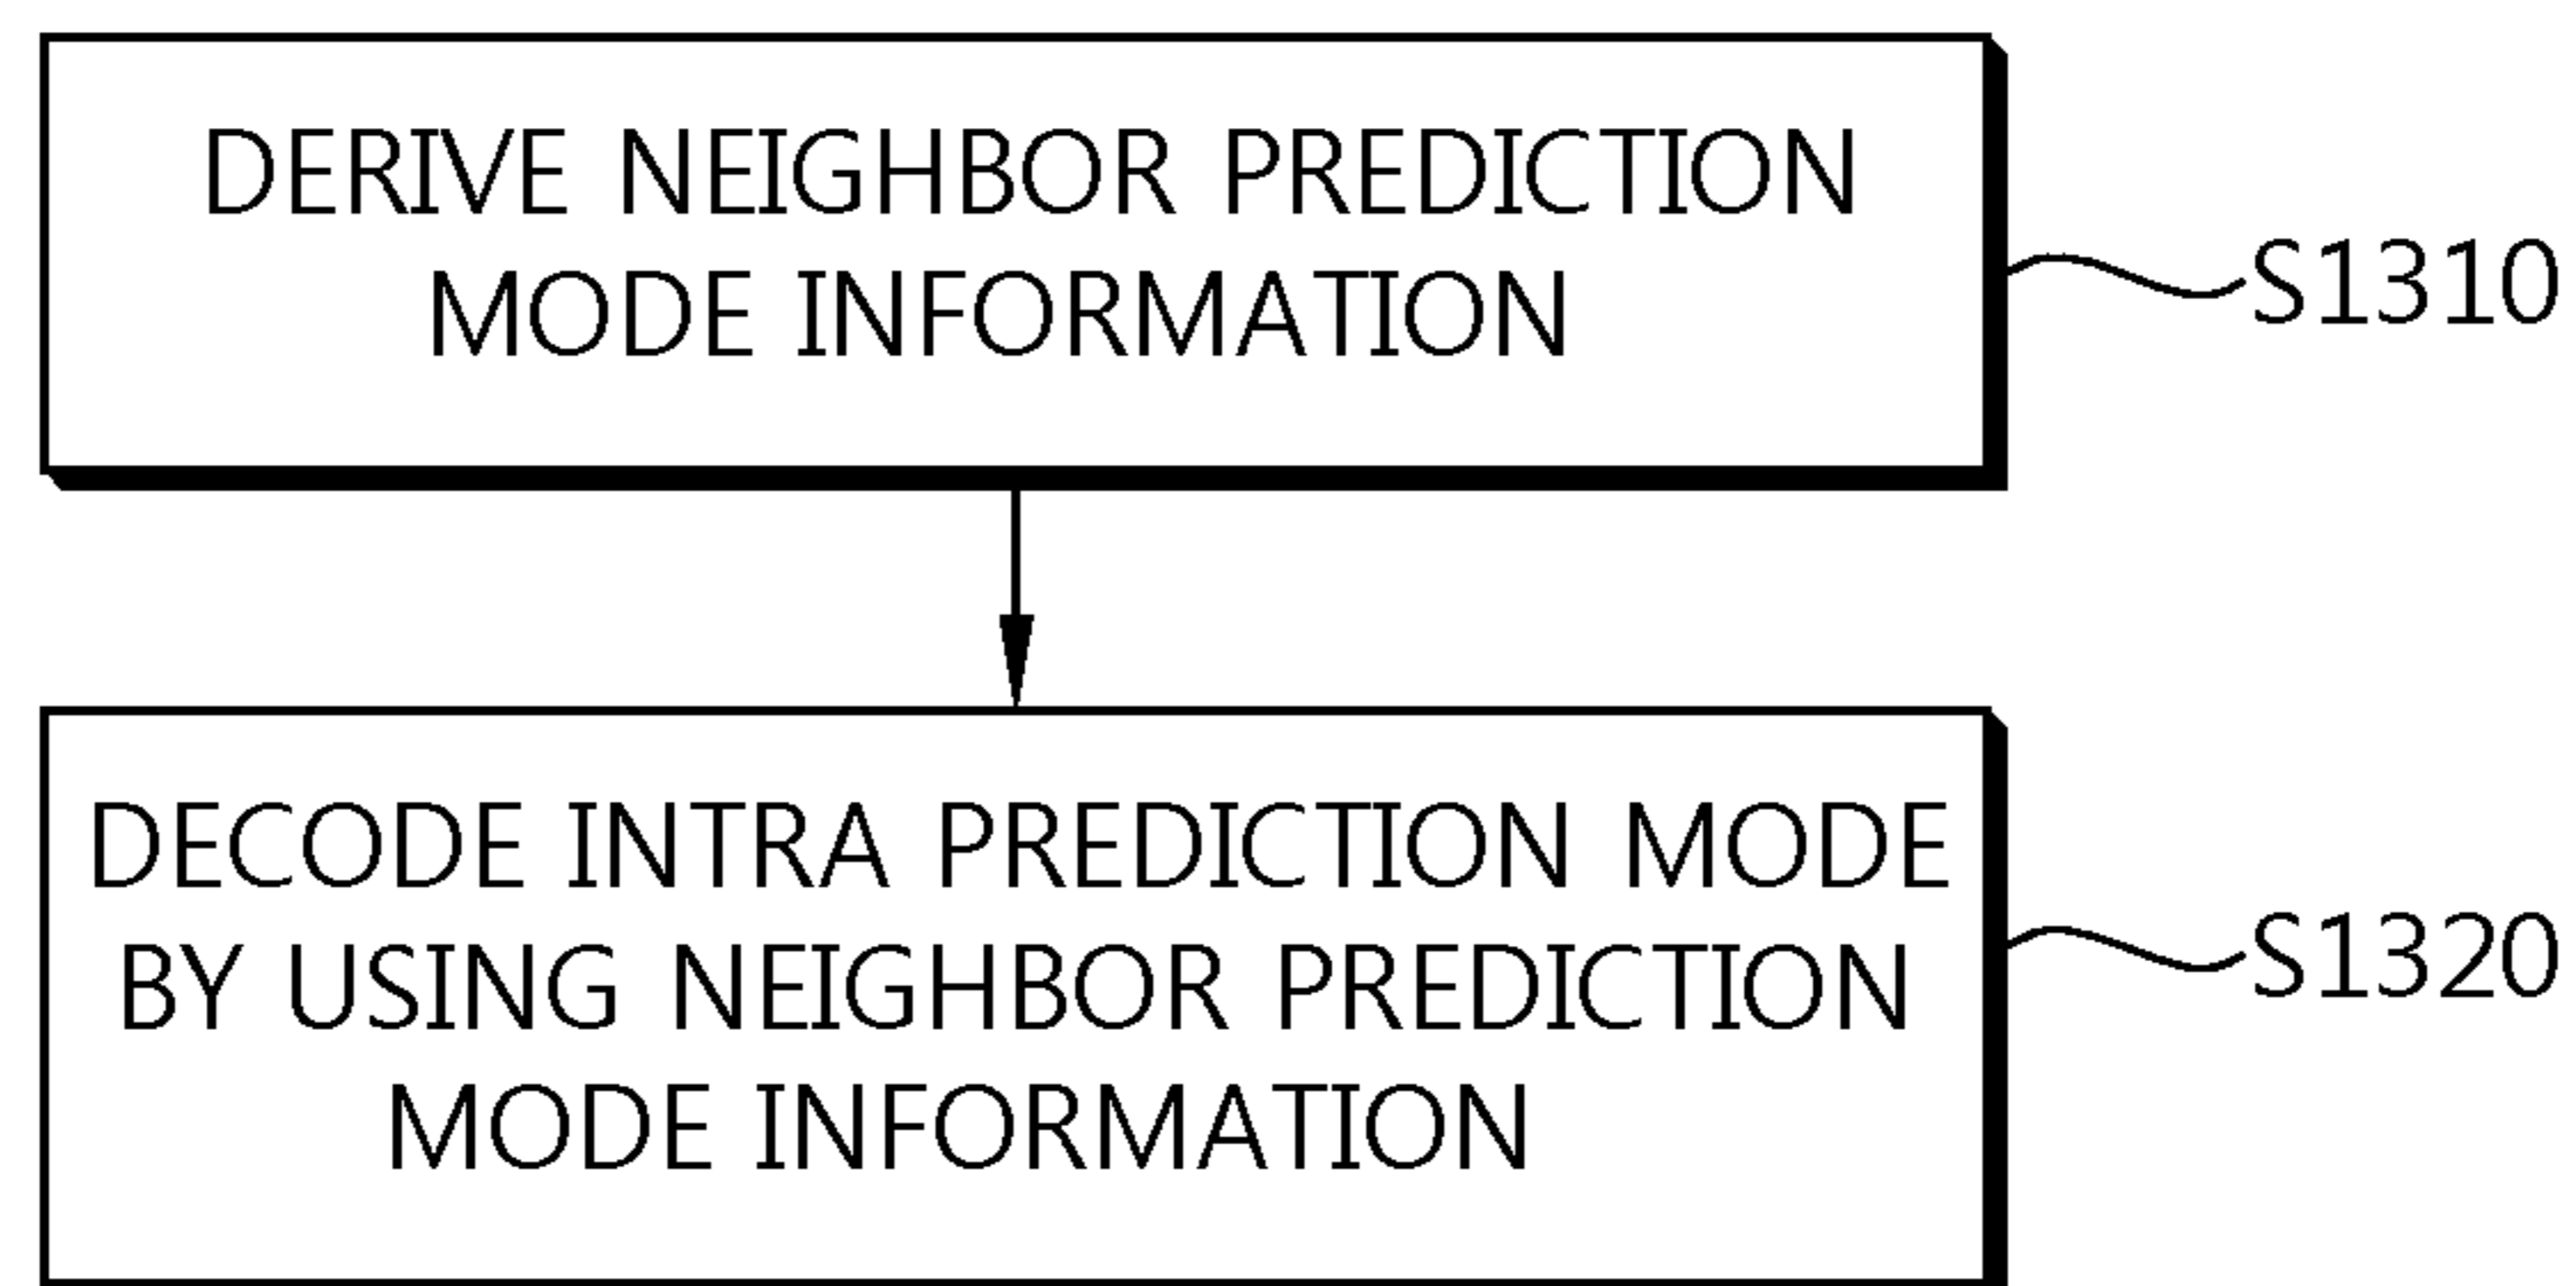 DERIVE NEIGHBOR PREDICTION
MODE INFORMATION
S1310
DECODE INTRA PREDICTION MODE
BY USING NEIGHBOR PREDICTION
MODE INFORMATION
S1320